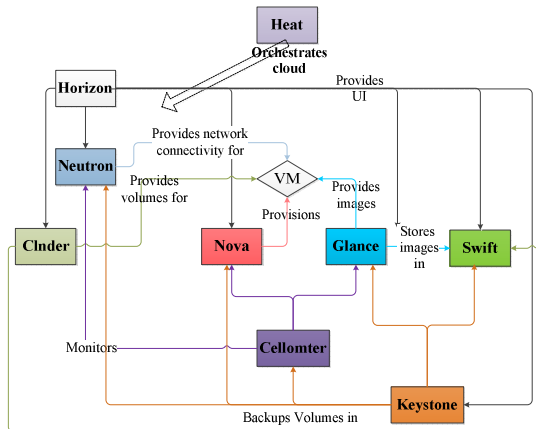 Heat
Orchestrates
cloud
Provides
UI
Horizon
Provides network
connectivity for
Neutron
VM
Provides
volumes for
Provides
images
Provisions
Clnder
Nova
Glance
Stores
images
in
Swift
Monitors
Cellomter
Keystone
Backups Volumes in